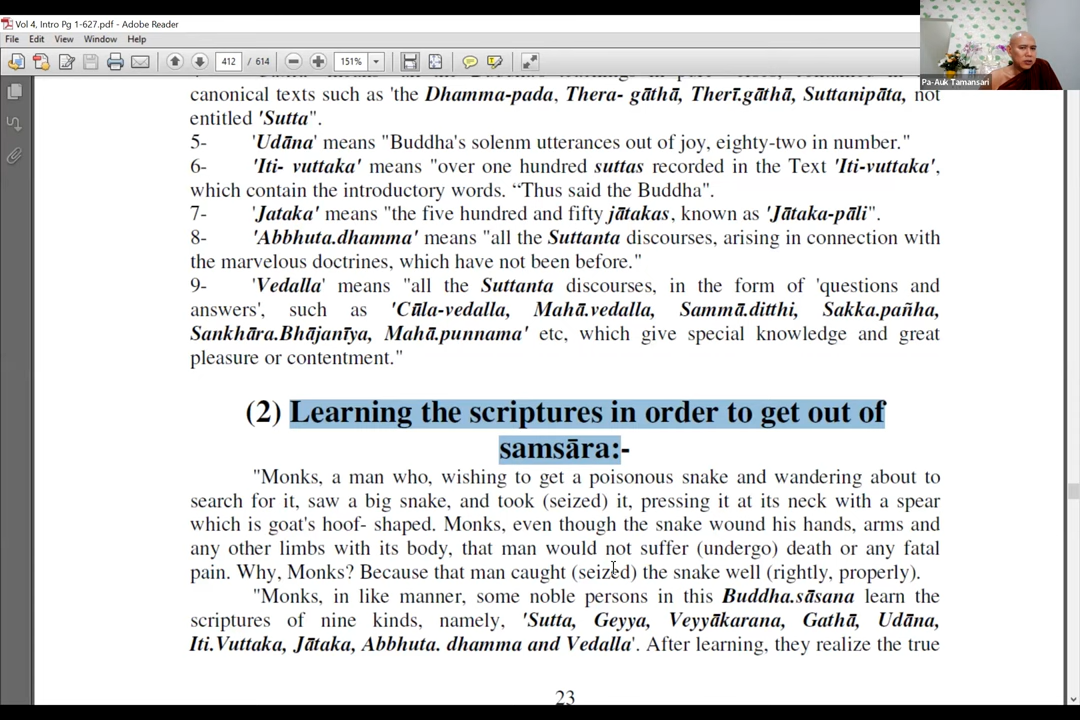 Vol 4, Intro Pg 1-627.pdf - Adobe Reader
File Edit View Window Help
412 / 614 151%
Pa-Auk Tamansari
canonical texts such as 'the Dhamma-pada, Thera- gāthā, Therī.gāthā, Suttanipāta, not
entitled 'Sutta".
5- 'Udāna' means "Buddha's solenm utterances out of joy, eighty-two in number."
6- 'Iti- vuttaka' means "over one hundred suttas recorded in the Text 'Iti-vuttaka',
which contain the introductory words. “Thus said the Buddha".
7- 'Jataka' means "the five hundred and fifty jātakas, known as 'Jātaka-pāli".
8- 'Abbhuta.dhamma' means "all the Suttanta discourses, arising in connection with
the marvelous doctrines, which have not been before."
9- 'Vedalla' means "all the Suttanta discourses, in the form of 'questions and
answers', such as 'Cūla-vedalla, Mahā.vedalla, Sammā.ditthi, Sakka.pañha,
Sankhāra.Bhājanīya, Mahā.punnama' etc, which give special knowledge and great
pleasure or contentment."
(2) Learning the scriptures in order to get out of
samsāra:-
"Monks, a man who, wishing to get a poisonous snake and wandering about to
search for it, saw a big snake, and took (seized) it, pressing it at its neck with a spear
which is goat's hoof- shaped. Monks, even though the snake wound his hands, arms and
any other limbs with its body, that man would not suffer (undergo) death or any fatal
pain. Why, Monks? Because that man caught (seized) the snake well (rightly, properly).
"Monks, in like manner, some noble persons in this Buddha.sāsana learn the
scriptures of nine kinds, namely, 'Sutta, Geyya, Veyyākarana, Gathā, Udāna,
Iti.Vuttaka, Jātaka, Abbhuta. dhamma and Vedalla'. After learning, they realize the true
23